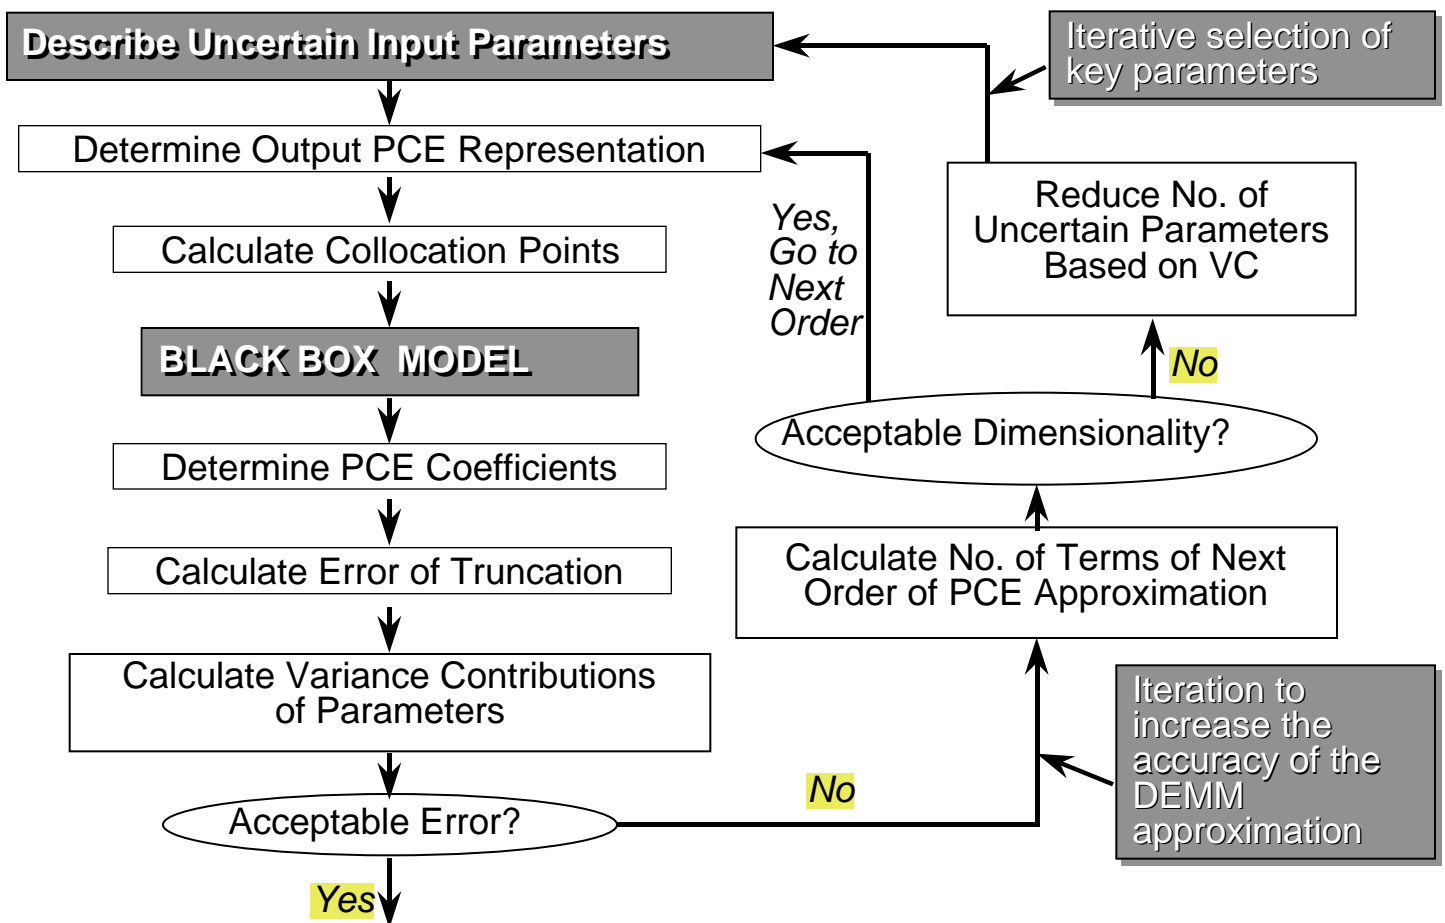 Describe Uncertain Input Parameters
Determine Output PCE Representation
Calculate Collocation Points
BLACK BOX MODEL
Determine PCE Coefficients
Calculate Error of Truncation
Calculate Variance Contributions
of Parameters
Acceptable Error?
Yes
No
Iteration to
increase the
accuracy of the
DEMM
approximation
Calculate No. of Terms of Next
Order of PCE Approximation
Acceptable Dimensionality?
Yes,
Go to
Next
Order
No
Reduce No. of
Uncertain Parameters
Based on VC
Iterative selection of
key parameters